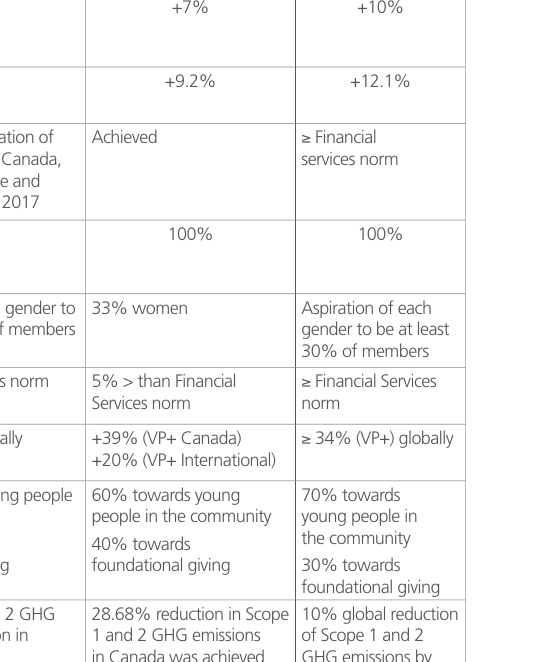 +7%
+10%
+9.2%
+12.1%
ation of
Canada,
e and
2017
Achieved
≥ Financial
services norm
100%
100%
gender to
f members
33% women
Aspiration of each
gender to be at least
30% of members
s norm
5% > than Financial
Services norm
≥ Financial Services
norm
ally
+39% (VP+ Canada)
+20% (VP+ International)
≥ 34% (VP+) globally
ng people
g
60% towards young
people in the community
40% towards
foundational giving
70% towards
young people in
the community
30% towards
foundational giving
2 GHG
n in
28.68% reduction in Scope
1 and 2 GHG emissions
in Canada was achieved
10% global reduction
of Scope 1 and 2
GHG emissions by